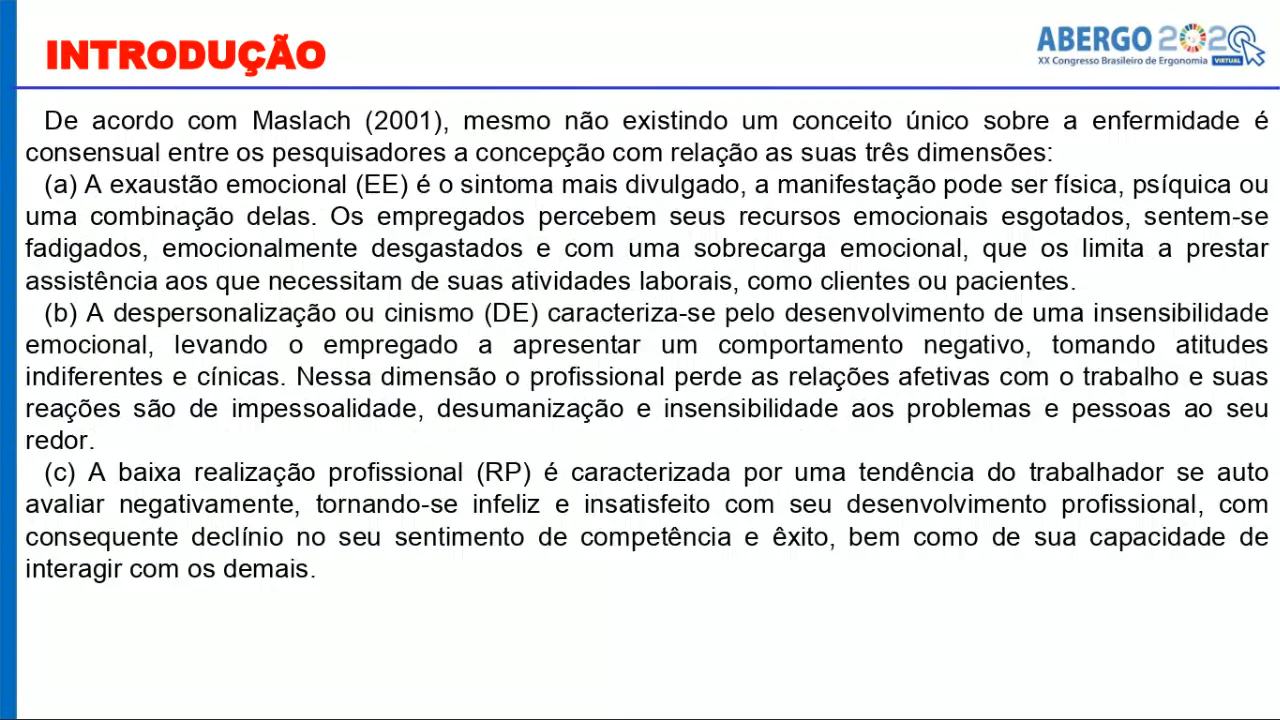 INTRODUÇÃO
ABERGO 2020
XX Congresso Brasileiro de Ergonomia VIRTUAL
De acordo com Maslach (2001), mesmo não existindo um conceito único sobre a enfermidade é
consensual entre os pesquisadores a concepção com relação as suas três dimensões:
(a) A exaustão emocional (EE) é o sintoma mais divulgado, a manifestação pode ser física, psíquica ou
uma combinação delas. Os empregados percebem seus recursos emocionais esgotados, sentem-se
fadigados, emocionalmente desgastados e com uma sobrecarga emocional, que os limita a prestar
assistência aos que necessitam de suas atividades laborais, como clientes ou pacientes.
(b) A despersonalização ou cinismo (DE) caracteriza-se pelo desenvolvimento de uma insensibilidade
emocional, levando o empregado a apresentar um comportamento negativo, tomando atitudes
indiferentes e cínicas. Nessa dimensão o profissional perde as relações afetivas com o trabalho e suas
reações são de impessoalidade, desumanização e insensibilidade aos problemas e pessoas ao seu
redor.
(c) A baixa realização profissional (RP) é caracterizada por uma tendência do trabalhador se auto
avaliar negativamente, tornando-se infeliz e insatisfeito com seu desenvolvimento profissional, com
consequente declínio no seu sentimento de competência e êxito, bem como de sua capacidade de
interagir com os demais.